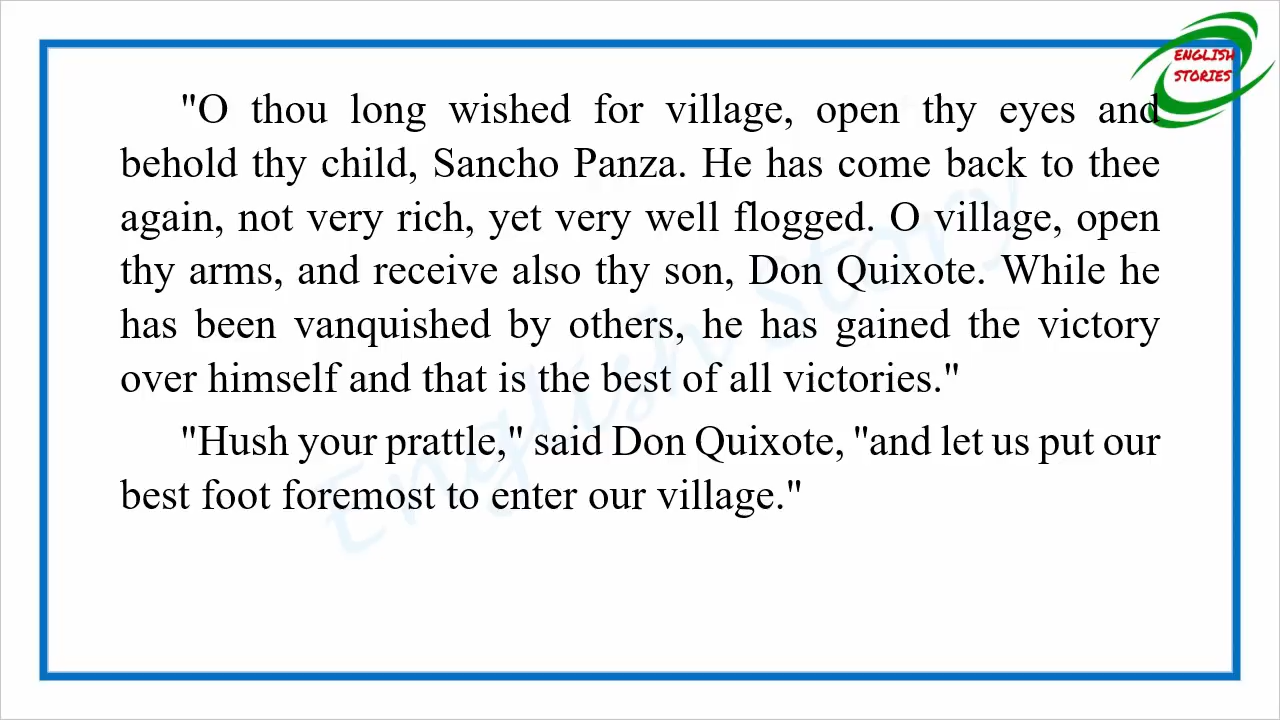 ENGLISH
STORIES
"O thou long wished for village, open thy eyes and
behold thy child, Sancho Panza. He has come back to thee
again, not very rich, yet very well flogged. O village, open
thy arms, and receive also thy son, Don Quixote. While he
has been vanquished by others, he has gained the victory
over himself and that is the best of all victories."
"Hush your prattle," said Don Quixote, "and let us put our
best foot foremost to enter our village."
English Story